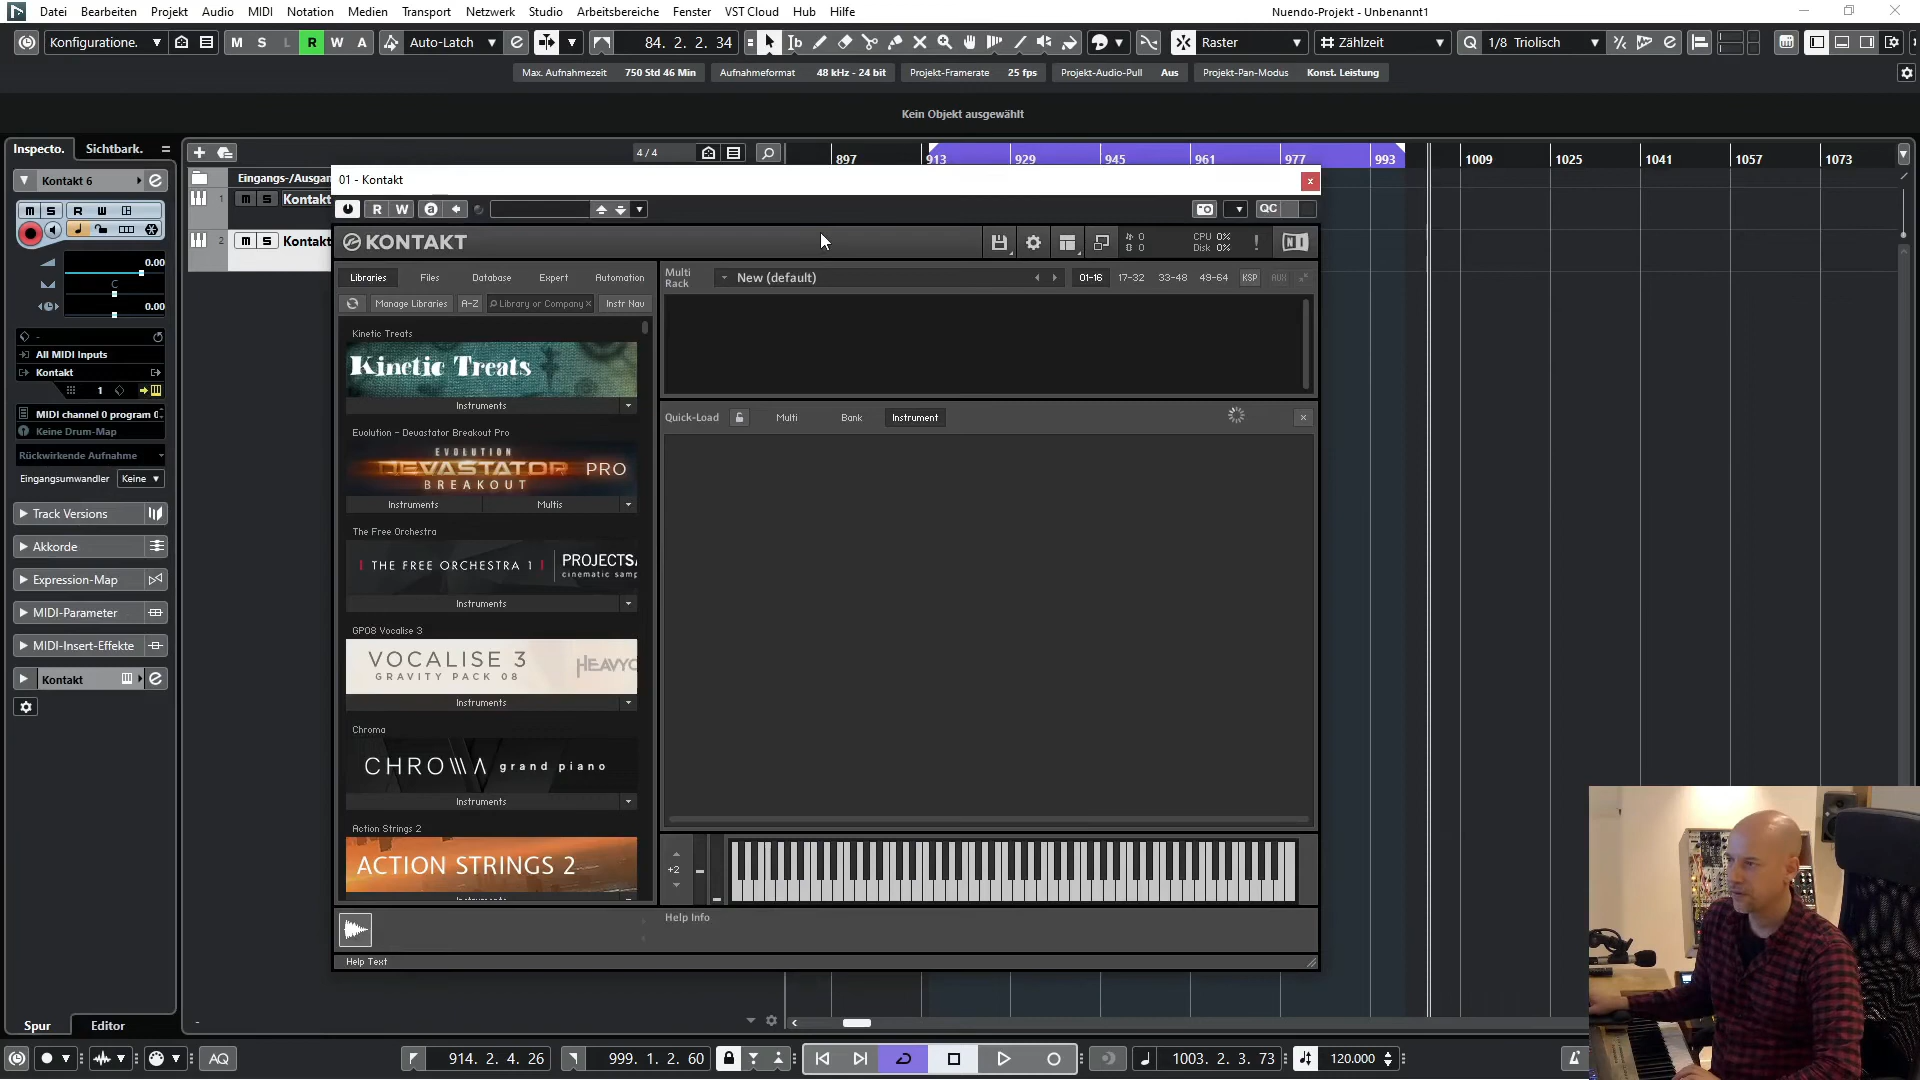 Datei Bearbeiten Projekt Audio MIDI Notation Medien Transport Netzwerk Studio Arbeitsbereiche Fenster VST Cloud Hub Hilfe
Nuendo-Projekt - Unbenannt1
Konfiguratione. M S L R W A Auto-Latch 84. 2. 2. 34 Raster Zählzeit 1/8 Triolisch
Max. Aufnahmezeit 750 Std 46 Min Aufnahmeformat 48 kHz - 24 bit Projekt-Framerate 25 fps Projekt-Audio-Pull Aus Projekt-Pan-Modus Konst. Leistung
Kein Objekt ausgewählt
Inspecto. Sichtbark.
4/4
897 913 929 945 961 977 993 1009 1025 1041 1057 1073
Kontakt 6
Eingangs-/Ausgan
1 M S Kontakt
2 M S Kontakt
M S R W
0.00
C
0.00
-
All MIDI Inputs
Kontakt
1
MIDI channel 0 program 0
Keine Drum-Map
Rückwirkende Aufnahme
Eingangsumwandler Keine
Track Versions
Akkorde
Expression-Map
MIDI-Parameter
MIDI-Insert-Effekte
Kontakt
Spur Editor
01 - Kontakt
R W QC
KONTAKT
0
0
CPU 0%
Disk 0%
Libraries Files Database Expert Automation
Manage Libraries A-Z Library or Company Instr Nav
Multi
Rack
New (default) 01-16 17-32 33-48 49-64 KSP AUX
Kinetic Treats
Kinetic Treats
Instruments
Evolution - Devastator Breakout Pro
EVOLUTION
DEVASTATOR PRO
BREAKOUT
Instruments Multis
The Free Orchestra
THE FREE ORCHESTRA 1
PROJECTSA
cinematic samp
Instruments
GP08 Vocalise 3
VOCALISE 3
GRAVITY PACK 08
HEAVYO
Instruments
Chroma
CHROMA grand piano
Instruments
Action Strings 2
ACTION STRINGS 2
Quick-Load Multi Bank Instrument
+2
Help Info
Help Text
AQ 914. 2. 4. 26 999. 1. 2. 60 1003. 2. 3. 73 120.000